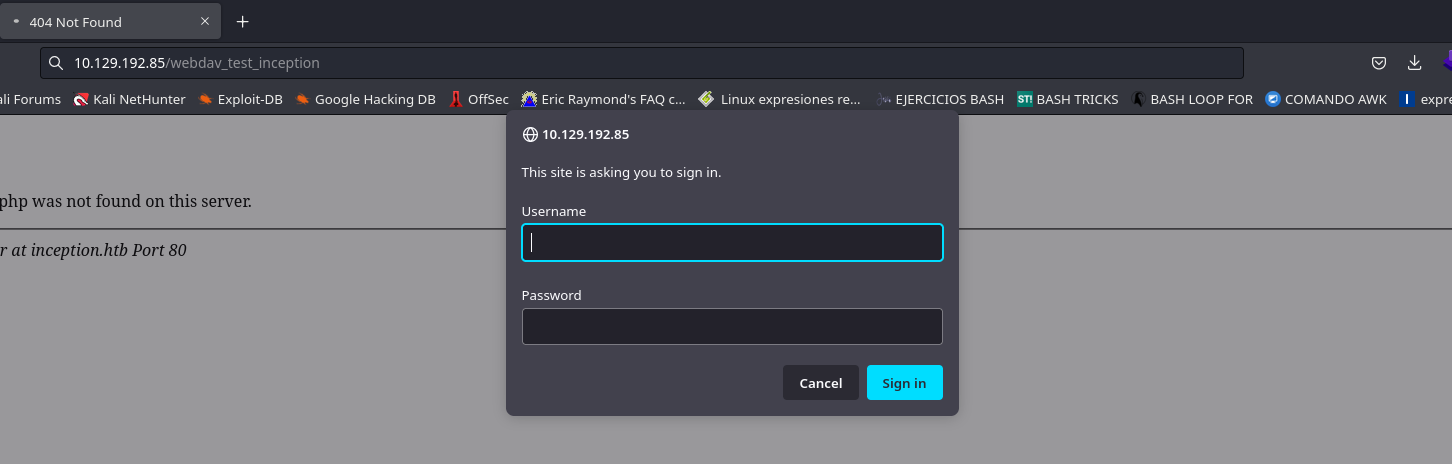 404 Not Found
10.129.192.85/webdav_test_inception
ali Forums Kali NetHunter Exploit-DB Google Hacking DB OffSec Eric Raymond's FAQ c... Linux expresiones re... EJERCICIOS BASH ST! BASH TRICKS BASH LOOP FOR COMANDO AWK expre
10.129.192.85
This site is asking you to sign in.
Username
php was not found on this server.
r at inception.htb Port 80
Password
Cancel Sign in